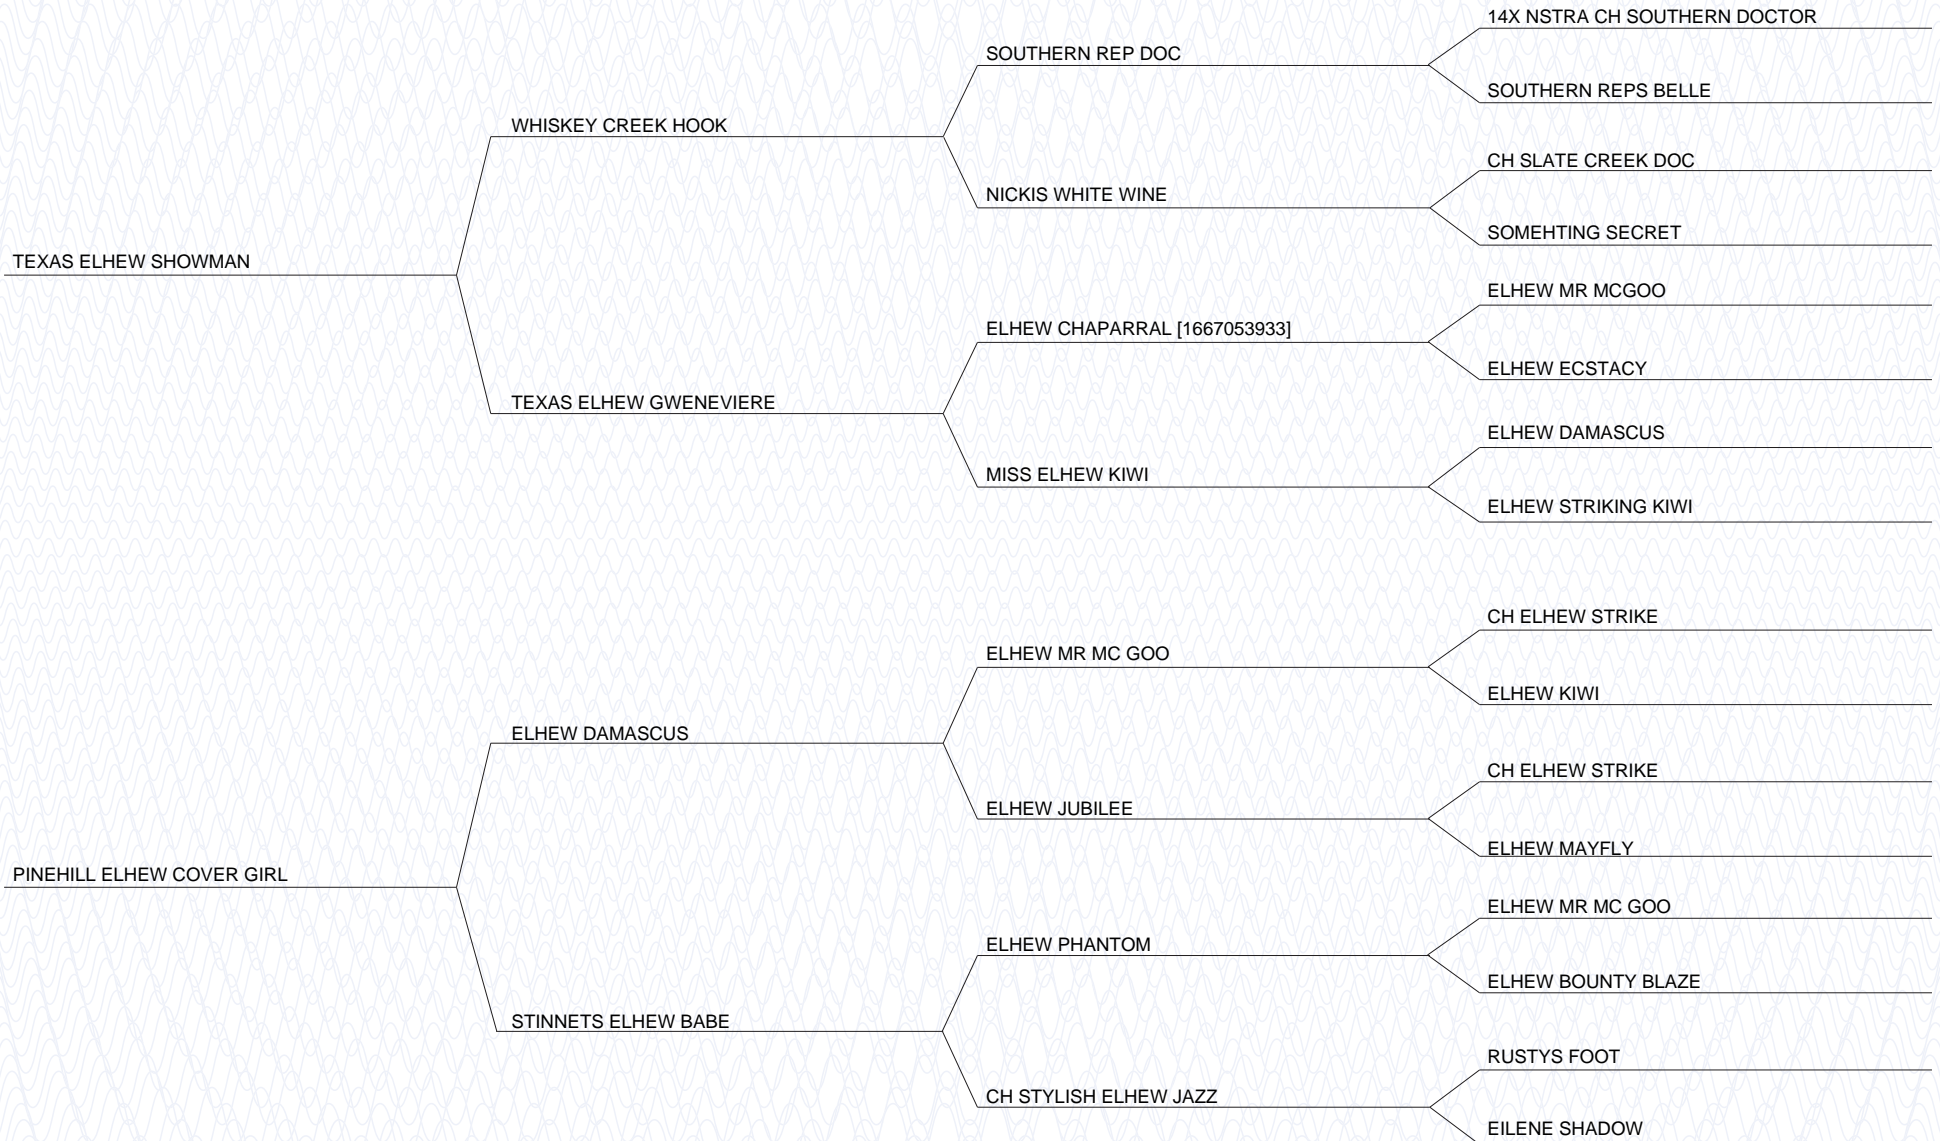 14X NSTRA CH SOUTHERN DOCTOR
SOUTHERN REP DOC
SOUTHERN REPS BELLE
WHISKEY CREEK HOOK
CH SLATE CREEK DOC
NICKIS WHITE WINE
SOMEHTING SECRET
TEXAS ELHEW SHOWMAN
ELHEW MR MCGOO
ELHEW CHAPARRAL [1667053933]
ELHEW ECSTACY
TEXAS ELHEW GWENEVIERE
ELHEW DAMASCUS
MISS ELHEW KIWI
ELHEW STRIKING KIWI
CH ELHEW STRIKE
ELHEW MR MC GOO
ELHEW KIWI
ELHEW DAMASCUS
CH ELHEW STRIKE
ELHEW JUBILEE
ELHEW MAYFLY
PINEHILL ELHEW COVER GIRL
ELHEW MR MC GOO
ELHEW PHANTOM
ELHEW BOUNTY BLAZE
STINNETS ELHEW BABE
RUSTYS FOOT
CH STYLISH ELHEW JAZZ
EILENE SHADOW